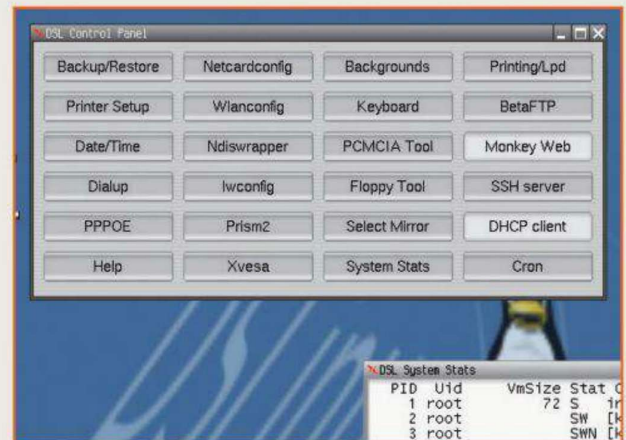 DSL Control Panel
Backup/Restore Netcardconfig Backgrounds Printing/Lpd
Printer Setup Wlanconfig Keyboard BetaFTP
Date/Time Ndiswrapper PCMCIA Tool Monkey Web
Dialup Iwconfig Floppy Tool SSH server
PPPOE Prism2 Select Mirror DHCP client
Help Xvesa System Stats Cron
DSL System Stats
PID Uid VmSize Stat C
1 root 72 S in
2 root SW [k
3 root SWN [k